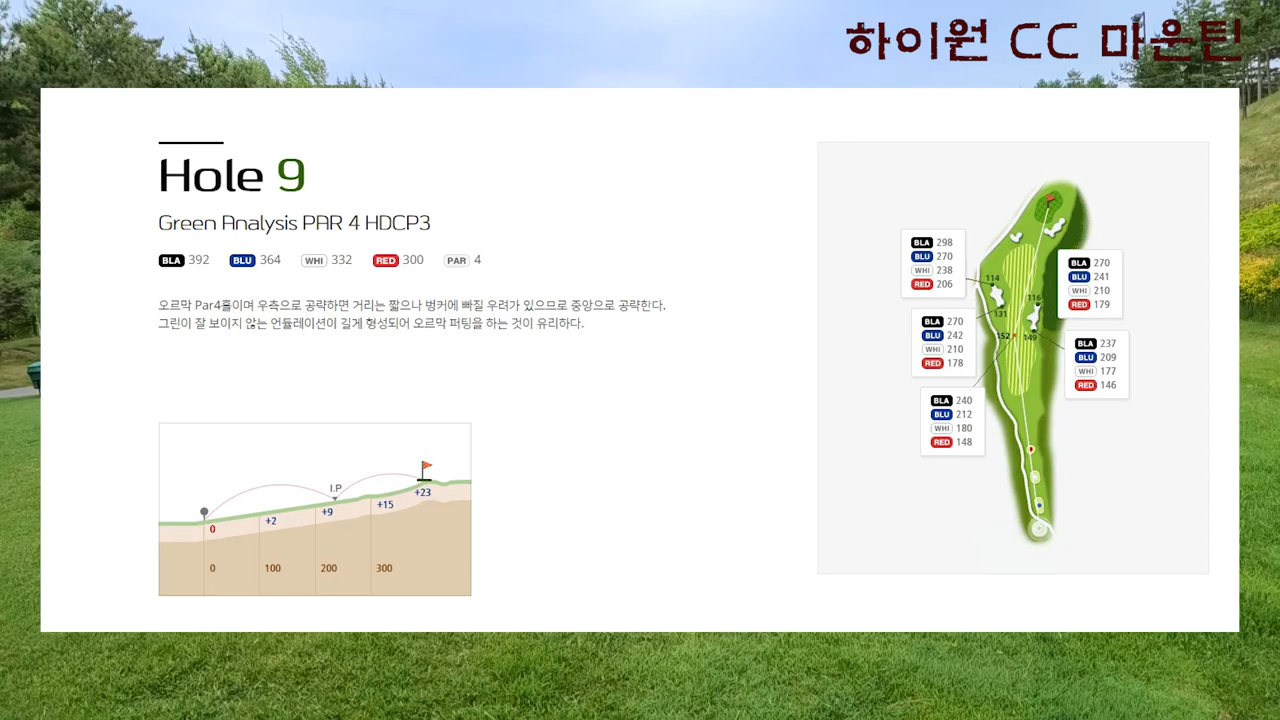 하이원 CC 마운틴
Hole 9
Green Analysis PAR 4 HDCP3
BLA 392 BLU 364 WHI 332 RED 300 PAR 4
오르막 Par4홀이며 우측으로 공략하면 거리는 짧으나 벙커에 빠질 우려가 있으므로 중앙으로 공략한다.
그린이 잘 보이지 않는 언듈레이션이 길게 형성되어 오르막 퍼팅을 하는 것이 유리하다.
I.P
0
+2
+9
+15
+23
0 100 200 300
BLA 298
BLU 270
WHI 238
RED 206
BLA 270
BLU 241
WHI 210
RED 179
114
116
131
152
149
BLA 270
BLU 242
WHI 210
RED 178
BLA 237
BLU 209
WHI 177
RED 146
BLA 240
BLU 212
WHI 180
RED 148